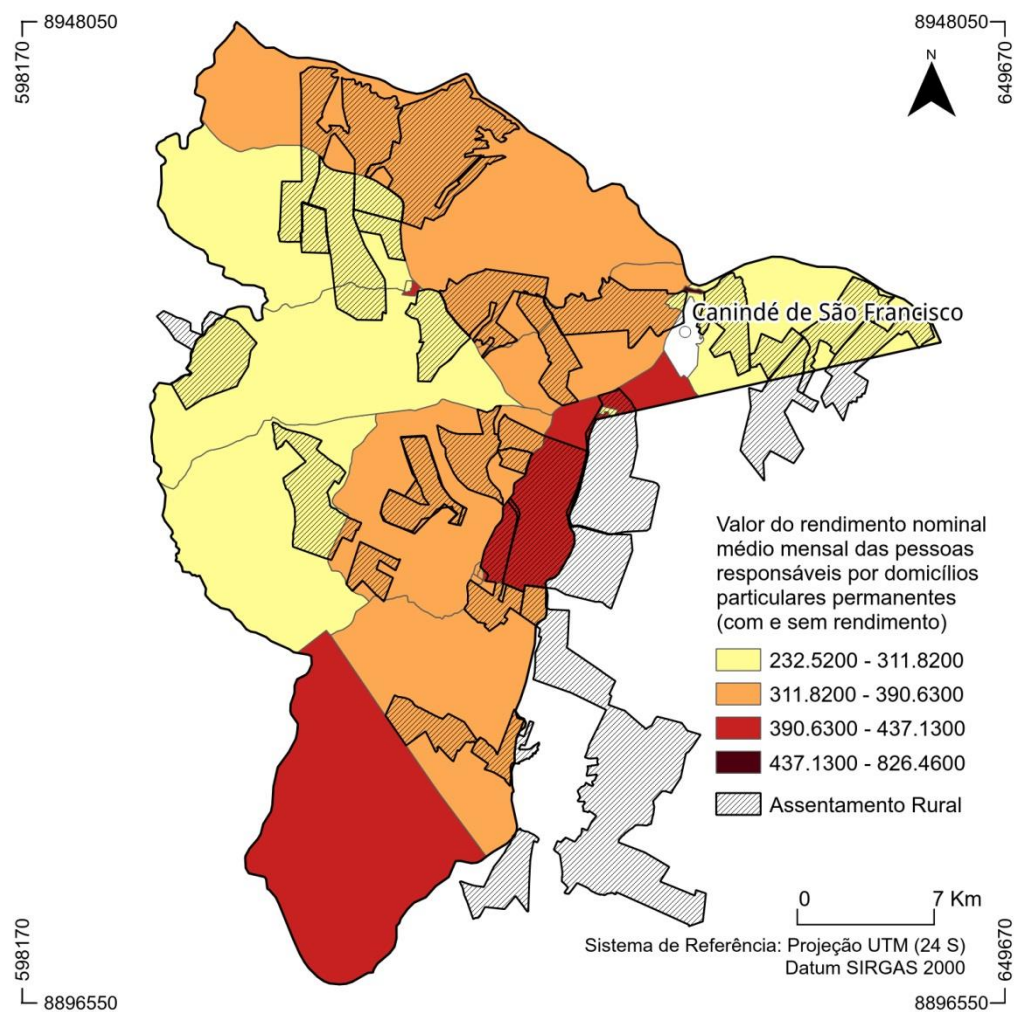 8948050
8948050
598170
649670
N
Canindé de São Francisco
Valor do rendimento nominal
médio mensal das pessoas
responsáveis por domicílios
particulares permanentes
(com e sem rendimento)
232.5200 - 311.8200
311.8200 - 390.6300
390.6300 - 437.1300
437.1300 - 826.4600
Assentamento Rural
0 7 Km
Sistema de Referência: Projeção UTM (24 S)
Datum SIRGAS 2000
598170
649670
8896550
8896550